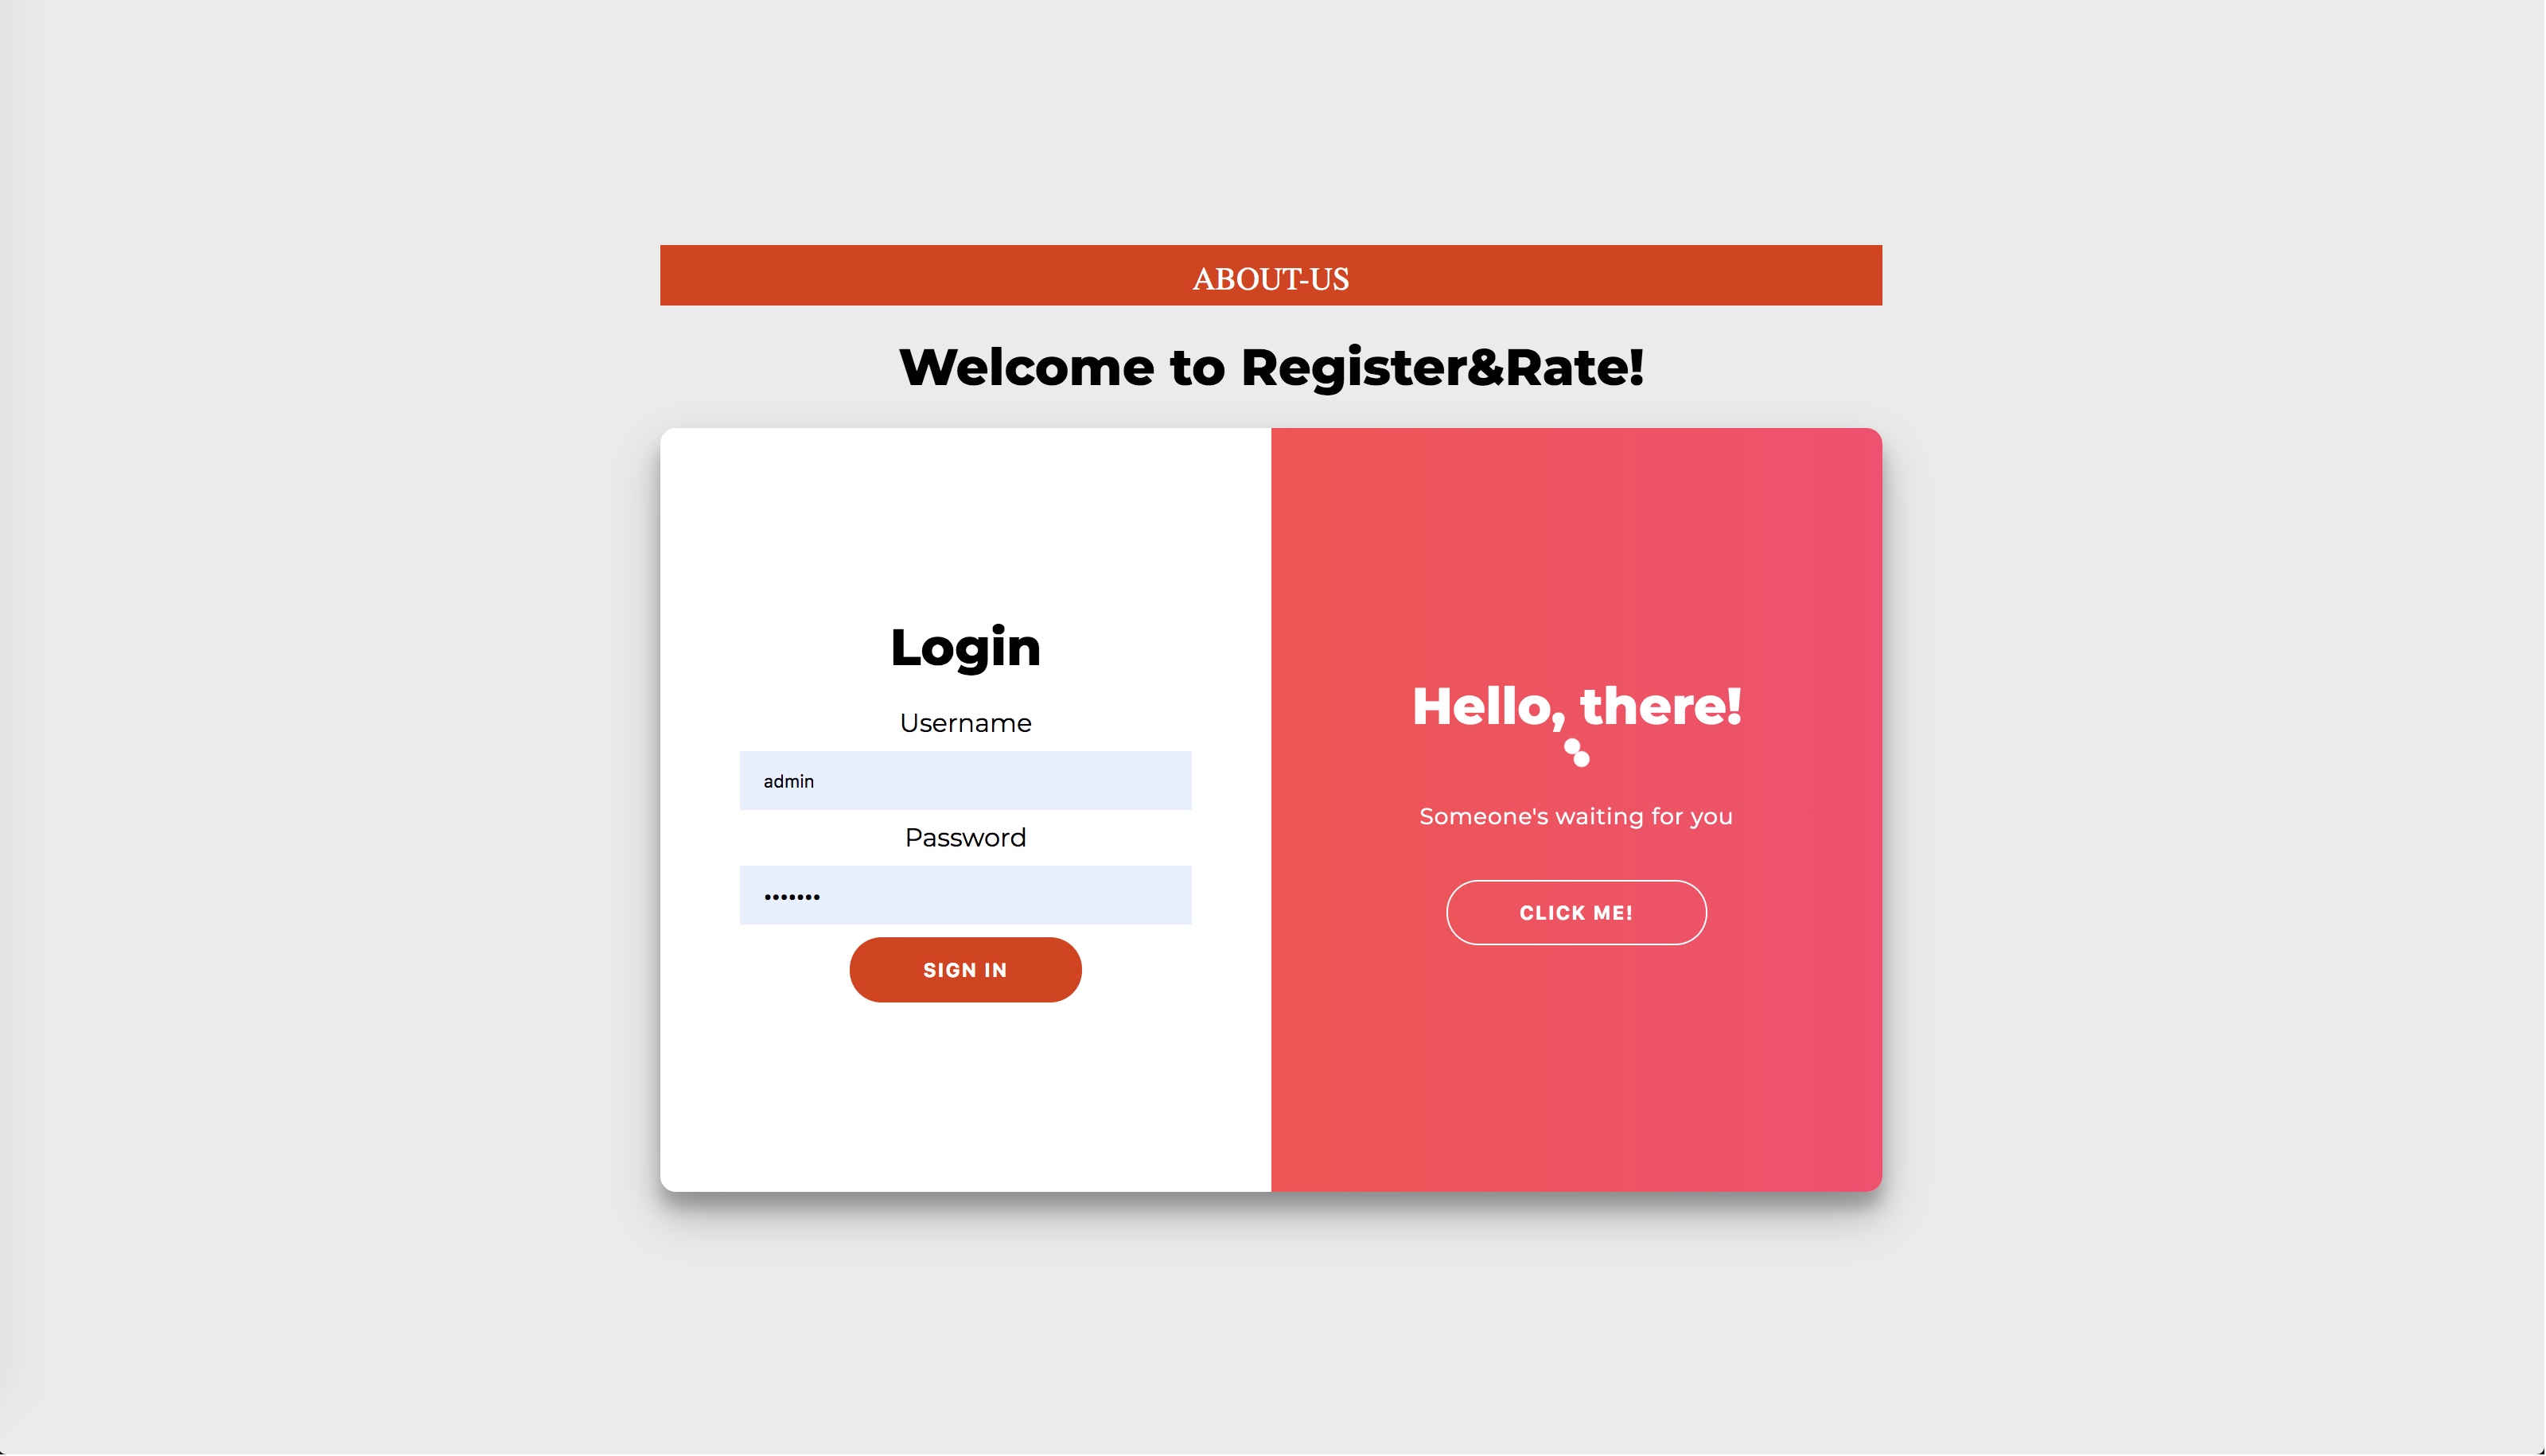 ABOUT-US
Welcome to Register&Rate!
Login
Username
admin
Password
•••••••
SIGN IN
Hello, there!
Someone's waiting for you
CLICK ME!